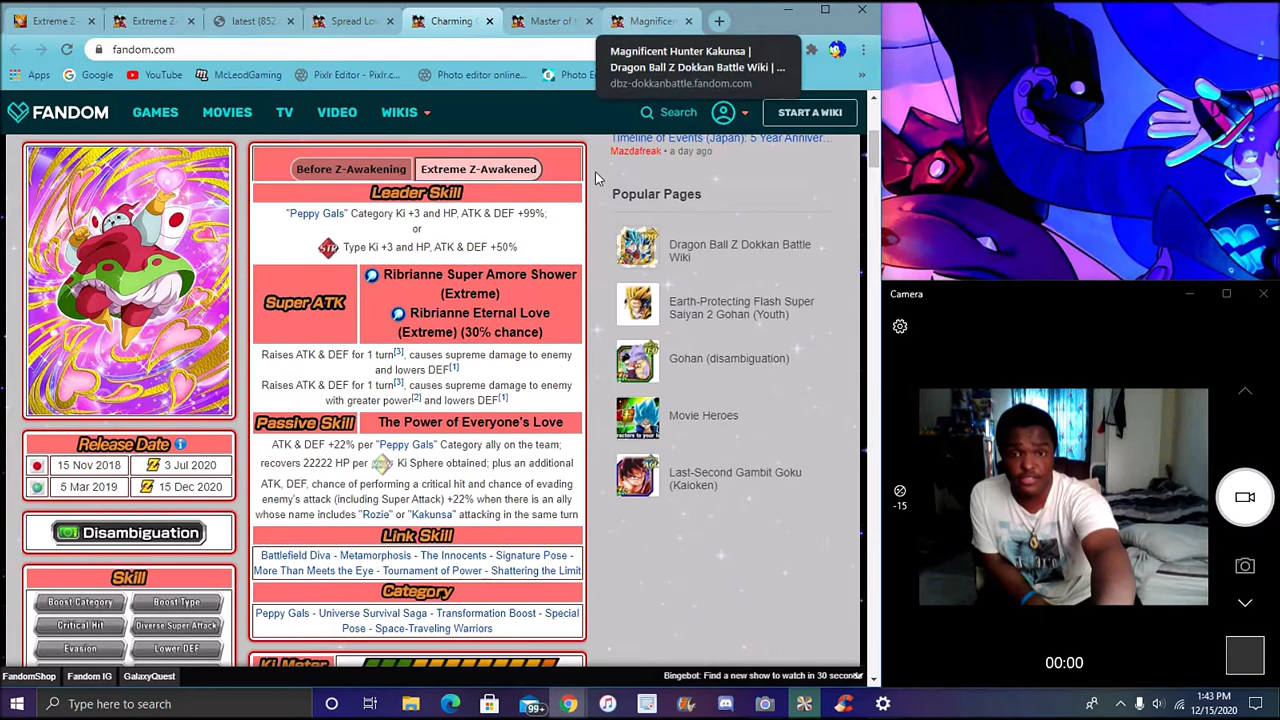 Extreme Z-
Extreme Z-
latest (852
Spread Lo
Charming
Master of
Magnificen
fandom.com
Magnificent Hunter Kakunsa |
Dragon Ball Z Dokkan Battle Wiki | ...
dbz-dokkanbattle.fandom.com
Apps
Google
YouTube
McLeodGaming
Pixlr Editor - Pixlr.c...
Photo editor online...
Photo E
»
FANDOM
GAMES
MOVIES
TV
VIDEO
WIKIS
Search
START A WIKI
Timeline of Events (Japan): 5 Year Anniver...
Mazdafreak • a day ago
Popular Pages
Dragon Ball Z Dokkan Battle
Wiki
Earth-Protecting Flash Super
Saiyan 2 Gohan (Youth)
Gohan (disambiguation)
Movie Heroes
Last-Second Gambit Goku
(Kaioken)
Before Z-Awakening
Extreme Z-Awakened
Leader Skill
"Peppy Gals" Category Ki +3 and HP, ATK & DEF +99%;
or
STR Type Ki +3 and HP, ATK & DEF +50%
Super ATK
Ribrianne Super Amore Shower
(Extreme)
Ribrianne Eternal Love
(Extreme) (30% chance)
Raises ATK & DEF for 1 turn[3], causes supreme damage to enemy
and lowers DEF[1]
Raises ATK & DEF for 1 turn[3], causes supreme damage to enemy
with greater power[2] and lowers DEF[1]
Passive Skill
The Power of Everyone's Love
ATK & DEF +22% per "Peppy Gals" Category ally on the team;
recovers 22222 HP per Ki Sphere obtained; plus an additional
ATK, DEF, chance of performing a critical hit and chance of evading
enemy's attack (including Super Attack) +22% when there is an ally
whose name includes "Rozie" or "Kakunsa" attacking in the same turn
Link Skill
Battlefield Diva - Metamorphosis - The Innocents - Signature Pose -
More Than Meets the Eye - Tournament of Power - Shattering the Limit
Category
Peppy Gals - Universe Survival Saga - Transformation Boost - Special
Pose - Space-Traveling Warriors
Ki Meter
Release Date
15 Nov 2018
3 Jul 2020
5 Mar 2019
15 Dec 2020
Disambiguation
Skill
Boost Category
Boost Type
Critical Hit
Diverse Super Attack
Evasion
Lower DEF
FandomShop
Fandom IG
GalaxyQuest
Bingebot: Find a new show to watch in 30 seconds
Camera
-15
00:00
Type here to search
99+
1:43 PM
12/15/2020